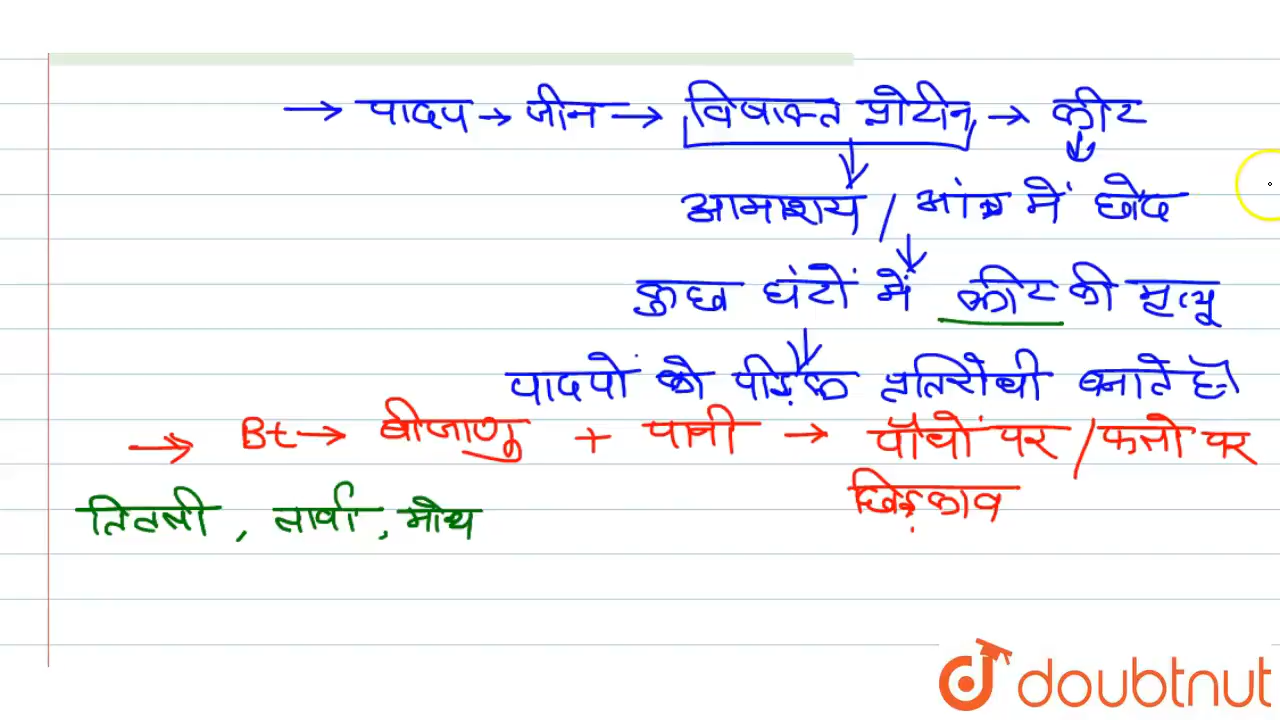 → पादप → जीन → विषाक्त प्रोटीन → कीट
आमाशय / आंत्र में छेद
कुछ घंटों में कीट की मृत्यू
पादपों को पीड़क प्रतिरोधी बनाते है।
→ Bt → बीजाणु + पानी → पौधों पर / फलो पर
छिड़काव
तितली , लार्वा , मौथ
doubtnut